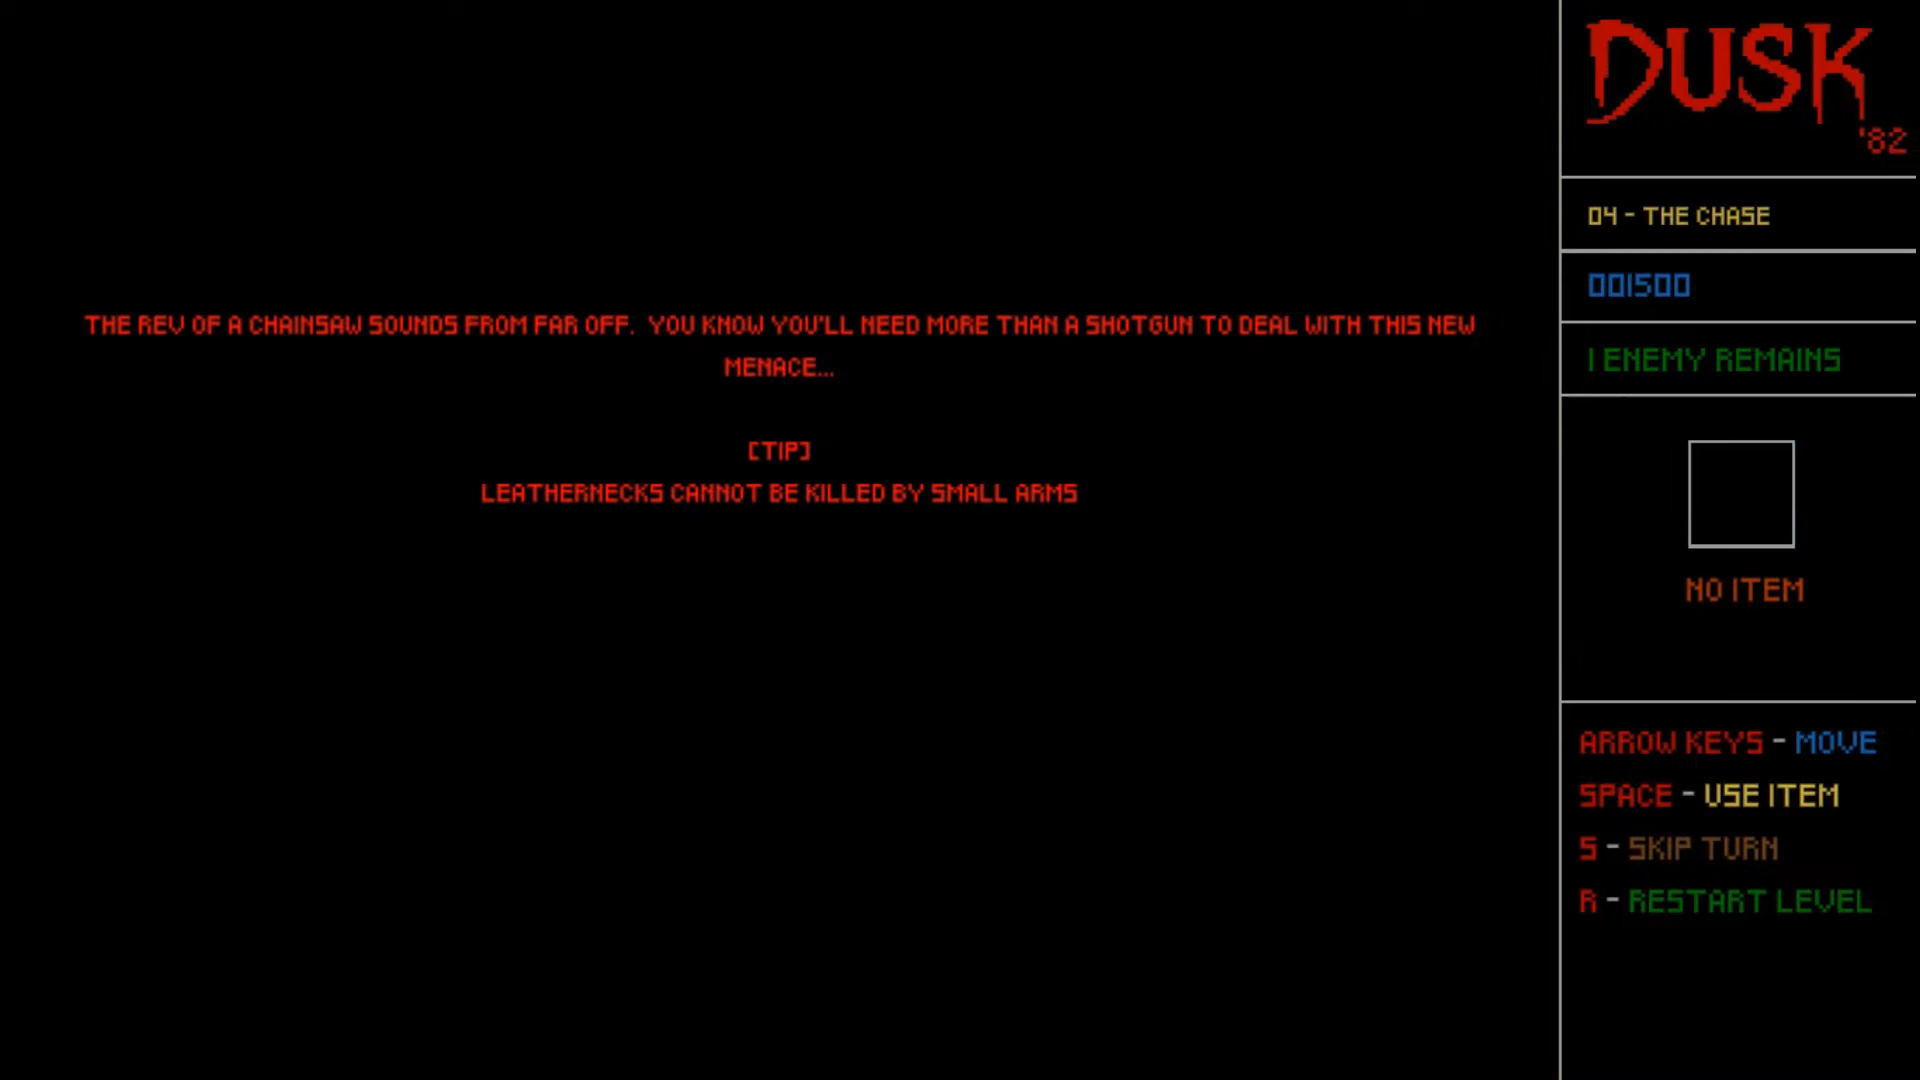 THE REV OF A CHAINSAW SOUNDS FROM FAR OFF.  YOU KNOW YOU'LL NEED MORE THAN A SHOTGUN TO DEAL WITH THIS NEW
MENACE...
[TIP]
LEATHERNECKS CANNOT BE KILLED BY SMALL ARMS
DUSK
'82
04 - THE CHASE
001500
1 ENEMY REMAINS
NO ITEM
ARROW KEYS - MOVE
SPACE - USE ITEM
S - SKIP TURN
R - RESTART LEVEL